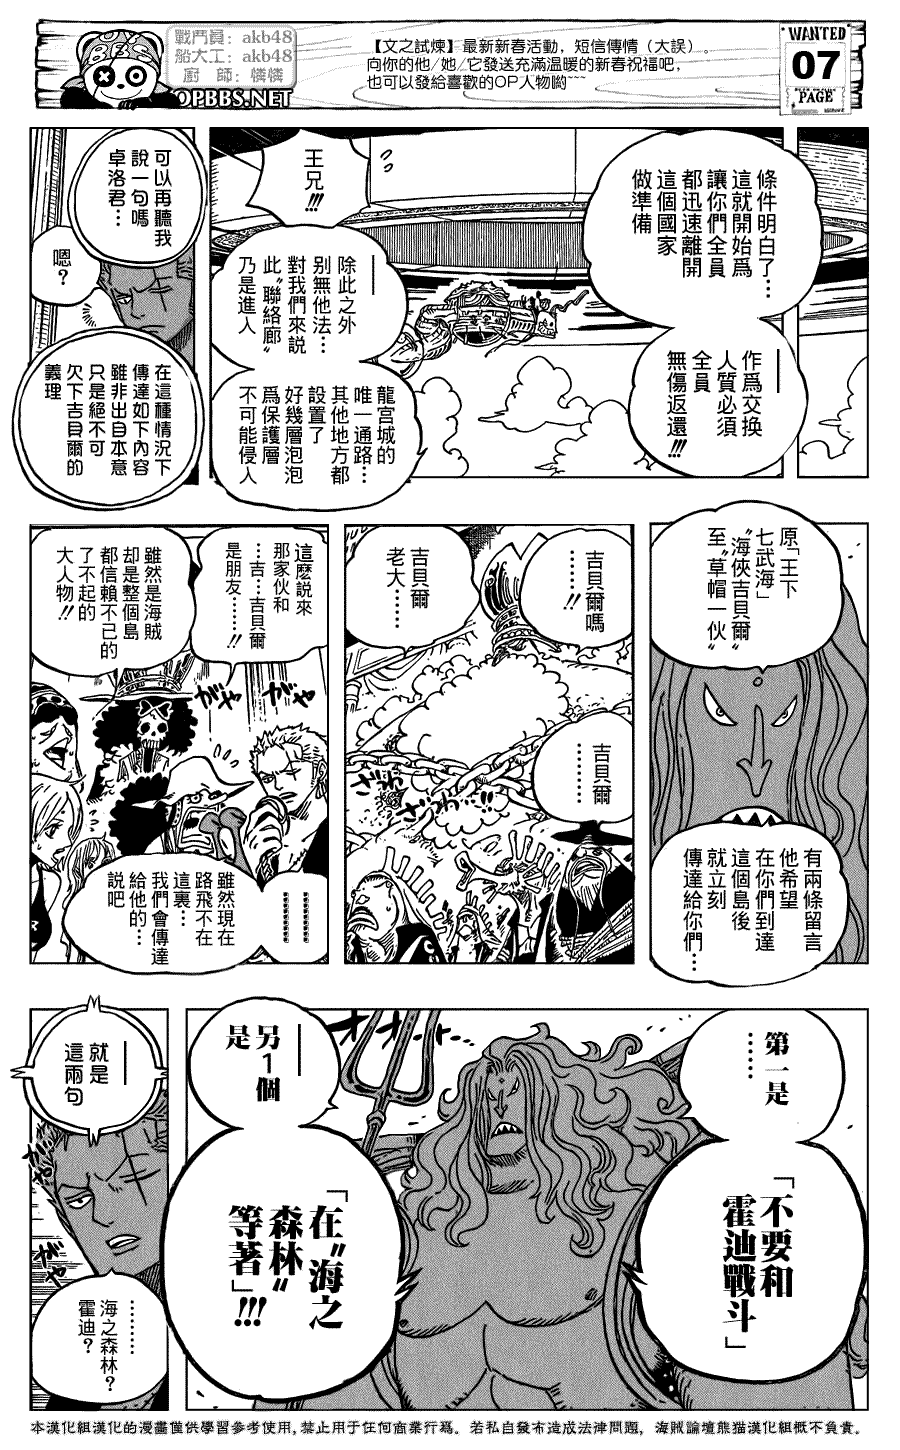 戰鬥員：akb48
船大工：akb48
廚　師：憐憐
OPBBS.NET
【文之試煉】最新新春活動，短信傳情（大誤）。
向你的他/她/它發送充滿溫暖的新春祝福吧，
也可以發給喜歡的OP人物喲~~~
WANTED
07
PAGE
條件明白了…
這就開始爲
讓你們全員
都迅速離開
這個國家
做準備
作爲交換
人質必須
全員
無傷返還!!!
王兄!!!
——
除此之外
別無他法…
對我們來說
此〝聯絡廊〞
乃是進入
龍宮城的
唯一通路…
其他地方都
設置了
好幾層泡泡
爲保護層
不可能侵入
可以再聽我
說一句嗎
卓洛君…
嗯？
在這種情況下
傳達如下內容
雖非出自本意
只是絕不可
欠下吉貝爾的
義理
原「王下
七武海」
〝海俠吉貝爾〞
至〝草帽一伙〞
有兩條留言
他希望
在你們到達
這個島後
就立刻
傳達給你們…
吉貝爾嗎
…………!!
吉貝爾
老大……
吉貝爾
………
這麽說來
那家伙和
…吉…吉貝爾
是朋友……!!
雖然是海賊
却是整個島
都信賴不已的
了不起的
大人物!!
がや
がや
ざわざわ…
…………
雖然現在
路飛不在
這裏…
我們會傳達
給他的…
說吧
第一是
……
「不要和
霍迪戰斗」
——
另1個
是
「在〝海之
森林〞
等著」!!!
——
就是
這兩句
………
海之森林？
霍迪？
本漢化組漢化的漫畫僅供學習參考使用,禁止用于任何商業行爲。若私自發布造成法律問題，海賊論壇熊猫漢化組概不負責。